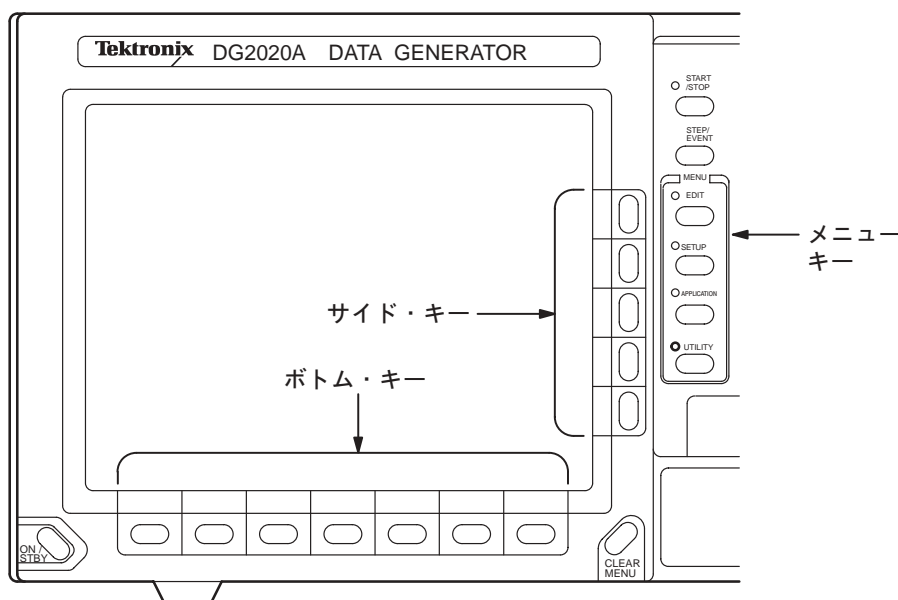 Tektronix DG2020A DATA GENERATOR
START
/STOP
STEP/
EVENT
MENU
EDIT
SETUP
APPLICATION
UTILITY
メニュー
キー
サイド・キー
ボトム・キー
ON /
STBY
CLEAR
MENU